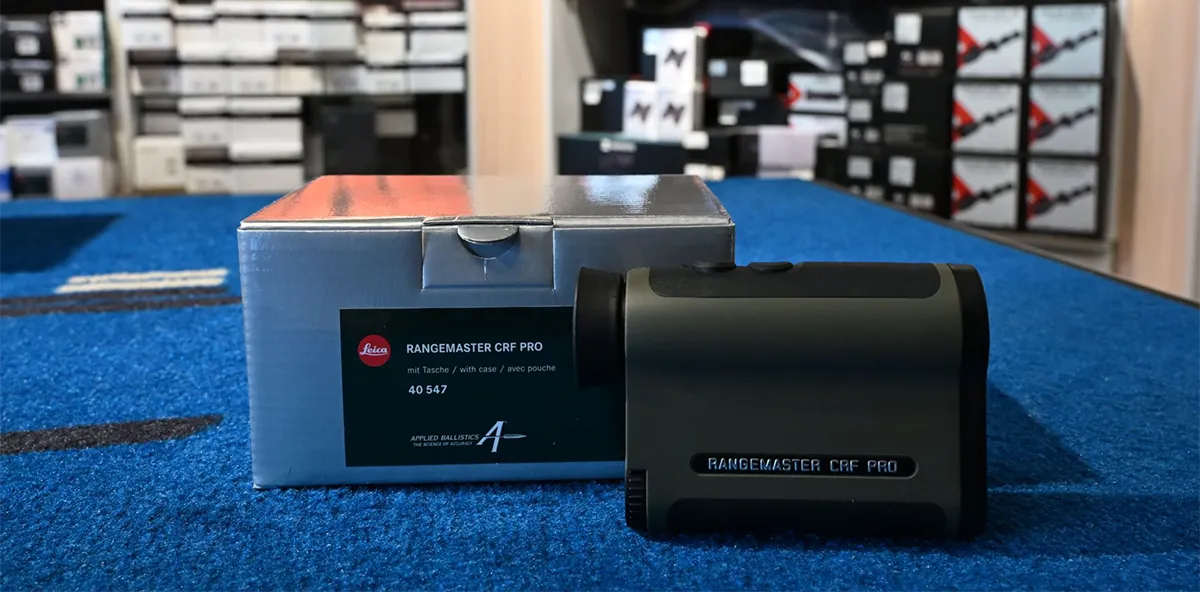 Leica
RANGEMASTER CRF PRO
mit Tasche / with case / avec pouche
40 547
APPLIED BALLISTICS
THE SCIENCE OF ACCURACY
RANGEMASTER CRF PRO